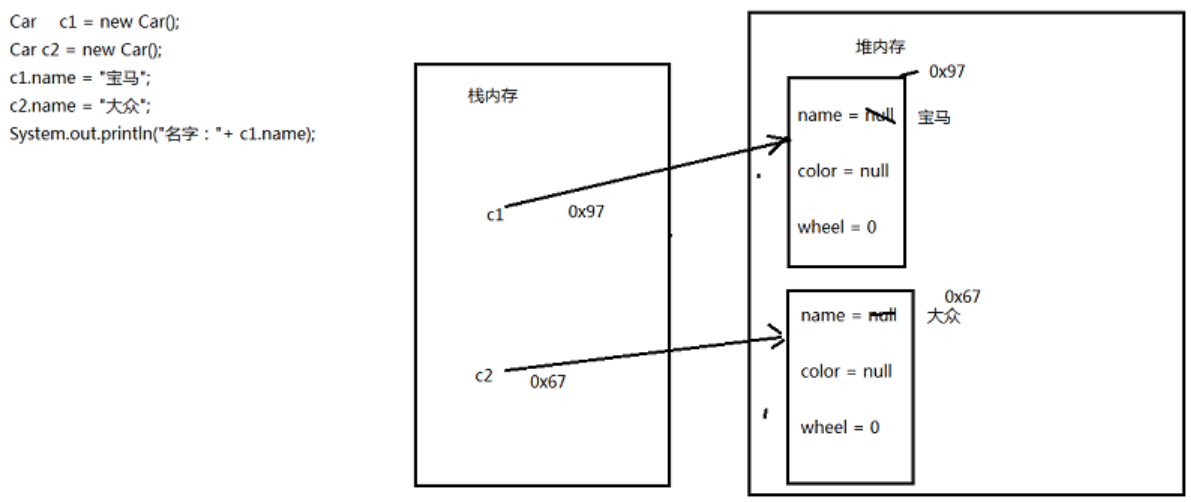 Car c1 = new Car();
Car c2 = new Car();
c1.name = "宝马";
c2.name = "大众";
System.out.println("名字："+ c1.name);
栈内存
c1
0x97
c2
0x67
堆内存
0x97
name = null 宝马
color = null
wheel = 0
0x67
name = null 大众
color = null
wheel = 0